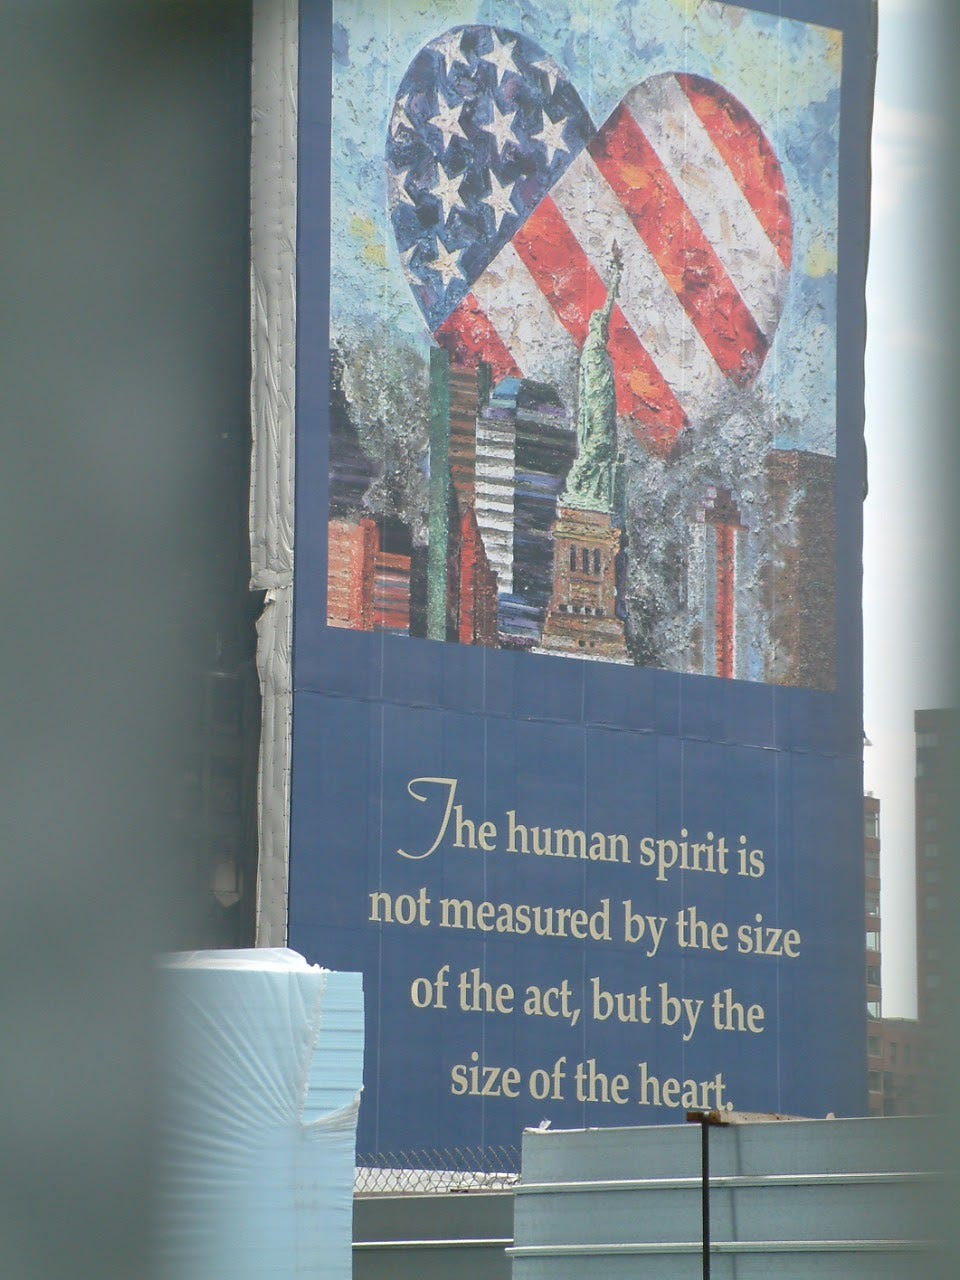 The human spirit is
not measured by the size
of the act, but by the
size of the heart.